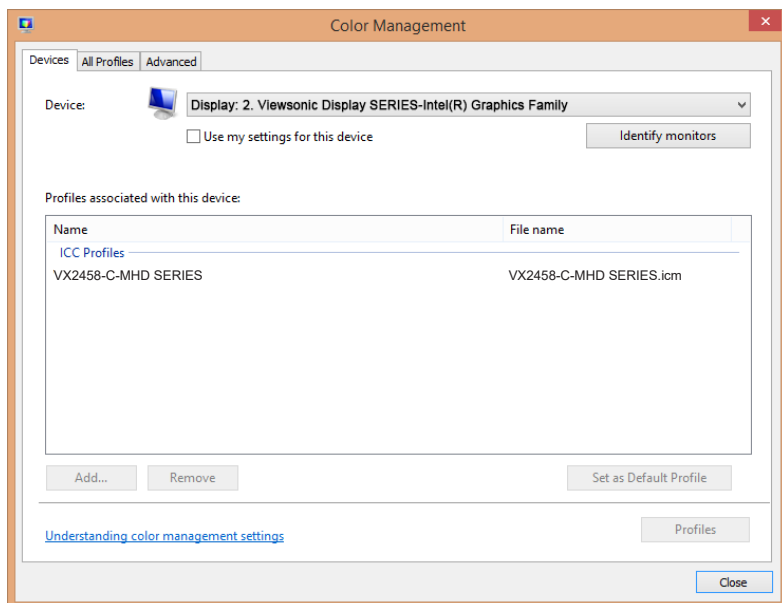 Color Management
Devices All Profiles Advanced
Device: Display: 2. Viewsonic Display SERIES-Intel(R) Graphics Family
Use my settings for this device Identify monitors
Profiles associated with this device:
Name File name
ICC Profiles
VX2458-C-MHD SERIES VX2458-C-MHD SERIES.icm
Add... Remove Set as Default Profile
Understanding color management settings Profiles
Close